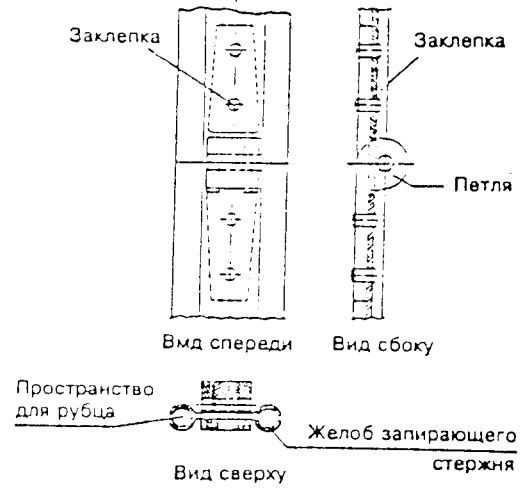 Заклепка
Заклепка
Петля
Вмд спереди
Вид сбоку
Пространство
для рубца
Желоб запирающего
стержня
Вид сверху